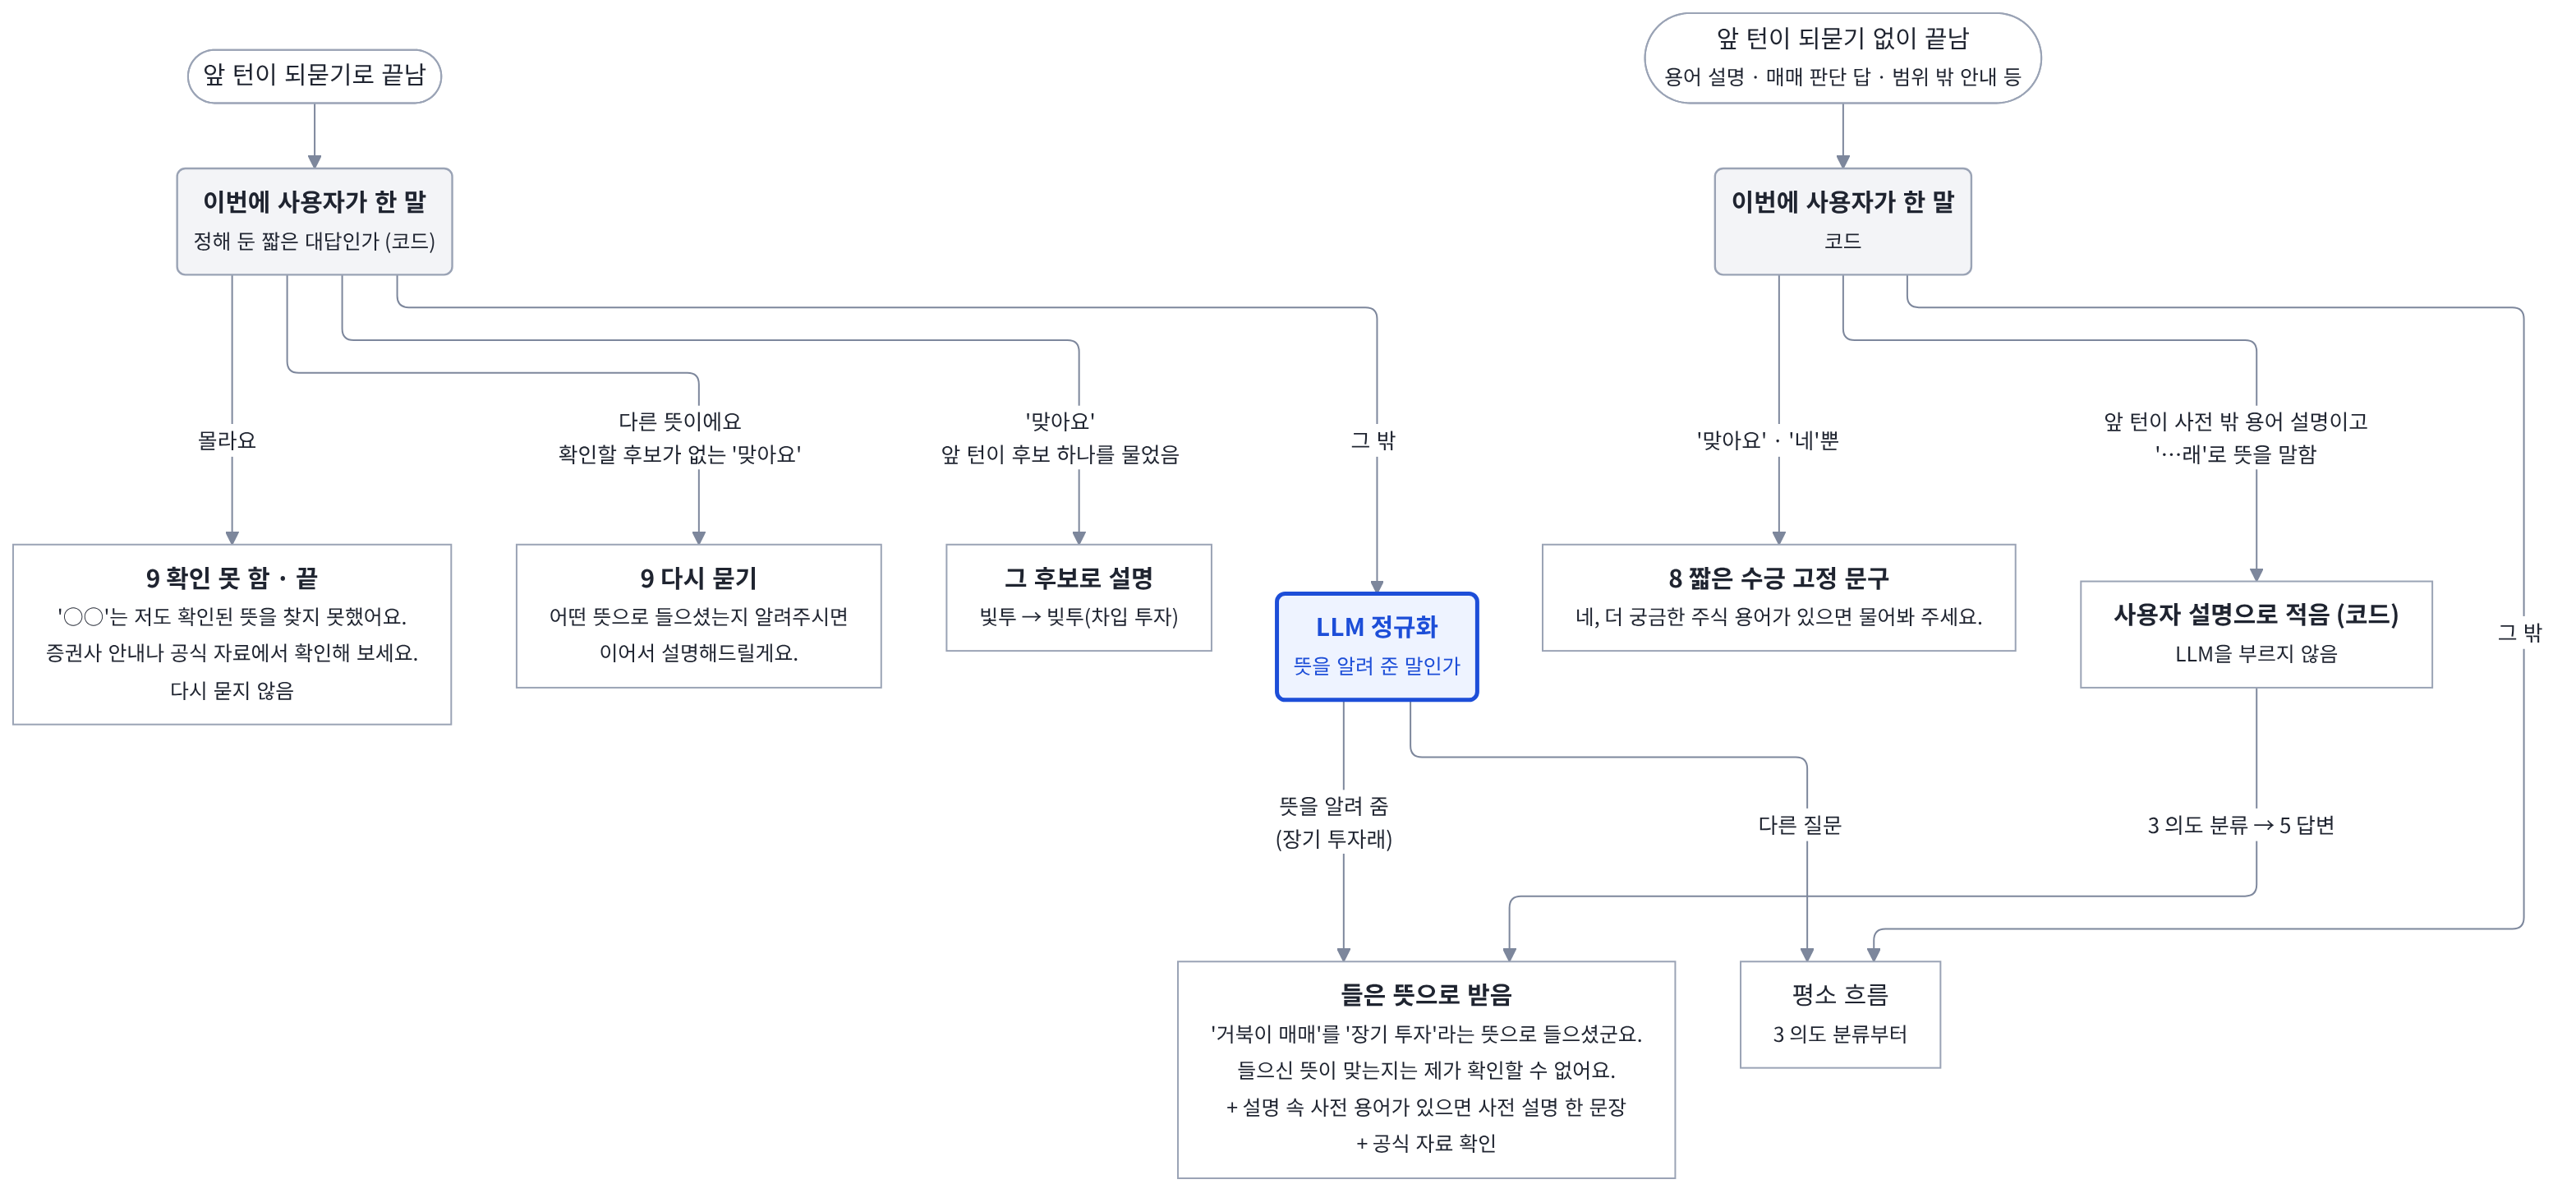 앞 턴이 되묻기로 끝남
앞 턴이 되묻기 없이 끝남
용어 설명 · 매매 판단 답 · 범위 밖 안내 등
이번에 사용자가 한 말
정해 둔 짧은 대답인가 (코드)
이번에 사용자가 한 말
코드
몰라요
다른 뜻이에요
확인할 후보가 없는 '맞아요'
'맞아요'
앞 턴이 후보 하나를 물었음
그 밖
'맞아요' · '네'뿐
앞 턴이 사전 밖 용어 설명이고
'…래'로 뜻을 말함
그 밖
9 확인 못 함 · 끝
'○○'는 저도 확인된 뜻을 찾지 못했어요.
증권사 안내나 공식 자료에서 확인해 보세요.
다시 묻지 않음
9 다시 묻기
어떤 뜻으로 들으셨는지 알려주시면
이어서 설명해드릴게요.
그 후보로 설명
빛투 → 빚투(차입 투자)
LLM 정규화
뜻을 알려 준 말인가
8 짧은 수긍 고정 문구
네, 더 궁금한 주식 용어가 있으면 물어봐 주세요.
사용자 설명으로 적음 (코드)
LLM을 부르지 않음
뜻을 알려 줌
(장기 투자래)
다른 질문
3 의도 분류 → 5 답변
들은 뜻으로 받음
'거북이 매매'를 '장기 투자'라는 뜻으로 들으셨군요.
들으신 뜻이 맞는지는 제가 확인할 수 없어요.
+ 설명 속 사전 용어가 있으면 사전 설명 한 문장
+ 공식 자료 확인
평소 흐름
3 의도 분류부터